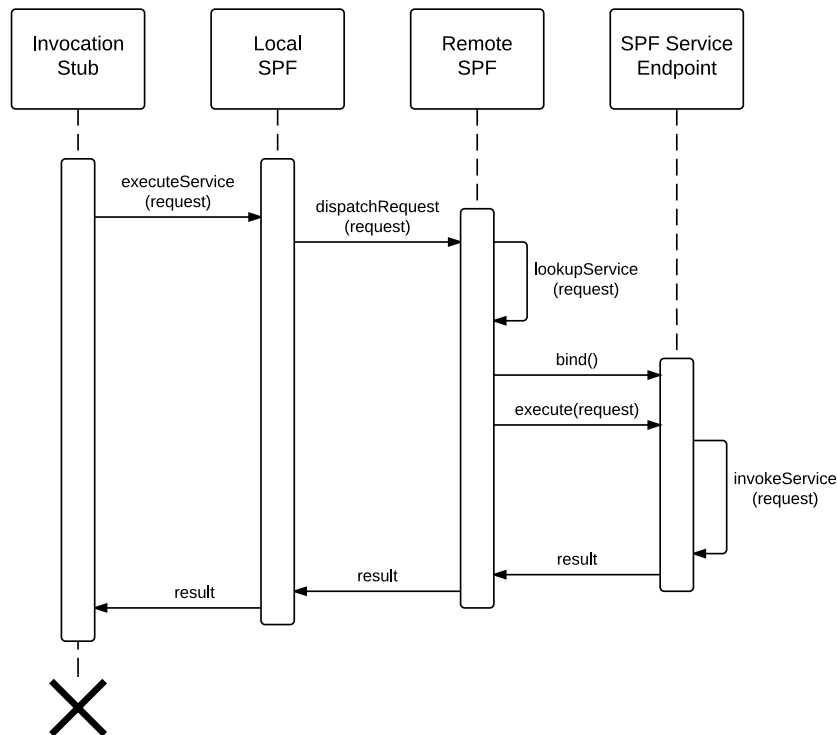 Invocation
Stub
Local
SPF
Remote
SPF
SPF Service
Endpoint
executeService
(request)
dispatchRequest
(request)
lookupService
(request)
bind()
execute(request)
invokeService
(request)
result
result
result